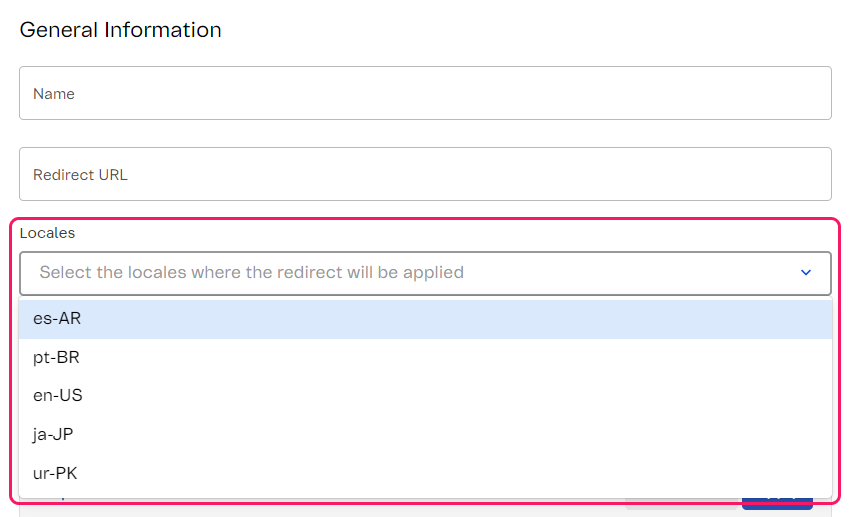 General Information
Name
Redirect URL
Locales
Select the locales where the redirect will be applied
es-AR
pt-BR
en-US
ja-JP
ur-PK